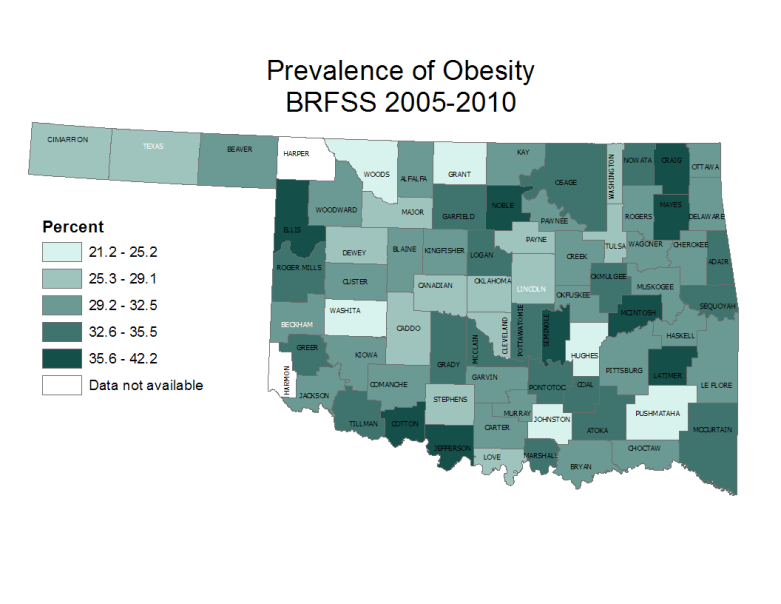 Prevalence of Obesity
BRFSS 2005-2010
CIMARRON
TEXAS
BEAVER
HARPER
WOODS
ALFALFA
GRANT
KAY
OSAGE
WASHINGTON
NOWATA
CRAIG
OTTAWA
WOODWARD
MAJOR
GARFIELD
NOBLE
PAWNEE
ROGERS
MAYES
DELAWARE
ELLIS
DEWEY
BLAINE
KINGFISHER
LOGAN
PAYNE
CREEK
TULSA
WAGONER
CHEROKEE
ADAIR
ROGER MILLS
CUSTER
CANADIAN
OKLAHOMA
LINCOLN
OKFUSKEE
OKMULGEE
MUSKOGEE
SEQUOYAH
BECKHAM
WASHITA
CADDO
GRADY
MCCLAIN
CLEVELAND
POTTAWATOMIE
SEMINOLE
HUGHES
MCINTOSH
HASKELL
GREER
KIOWA
COMANCHE
GARVIN
PONTOTOC
COAL
PITTSBURG
LATIMER
LE FLORE
HARMON
JACKSON
TILLMAN
COTTON
STEPHENS
MURRAY
CARTER
JOHNSTON
ATOKA
PUSHMATAHA
MCCURTAIN
JEFFERSON
LOVE
MARSHALL
BRYAN
CHOCTAW
Percent
21.2 - 25.2
25.3 - 29.1
29.2 - 32.5
32.6 - 35.5
35.6 - 42.2
Data not available